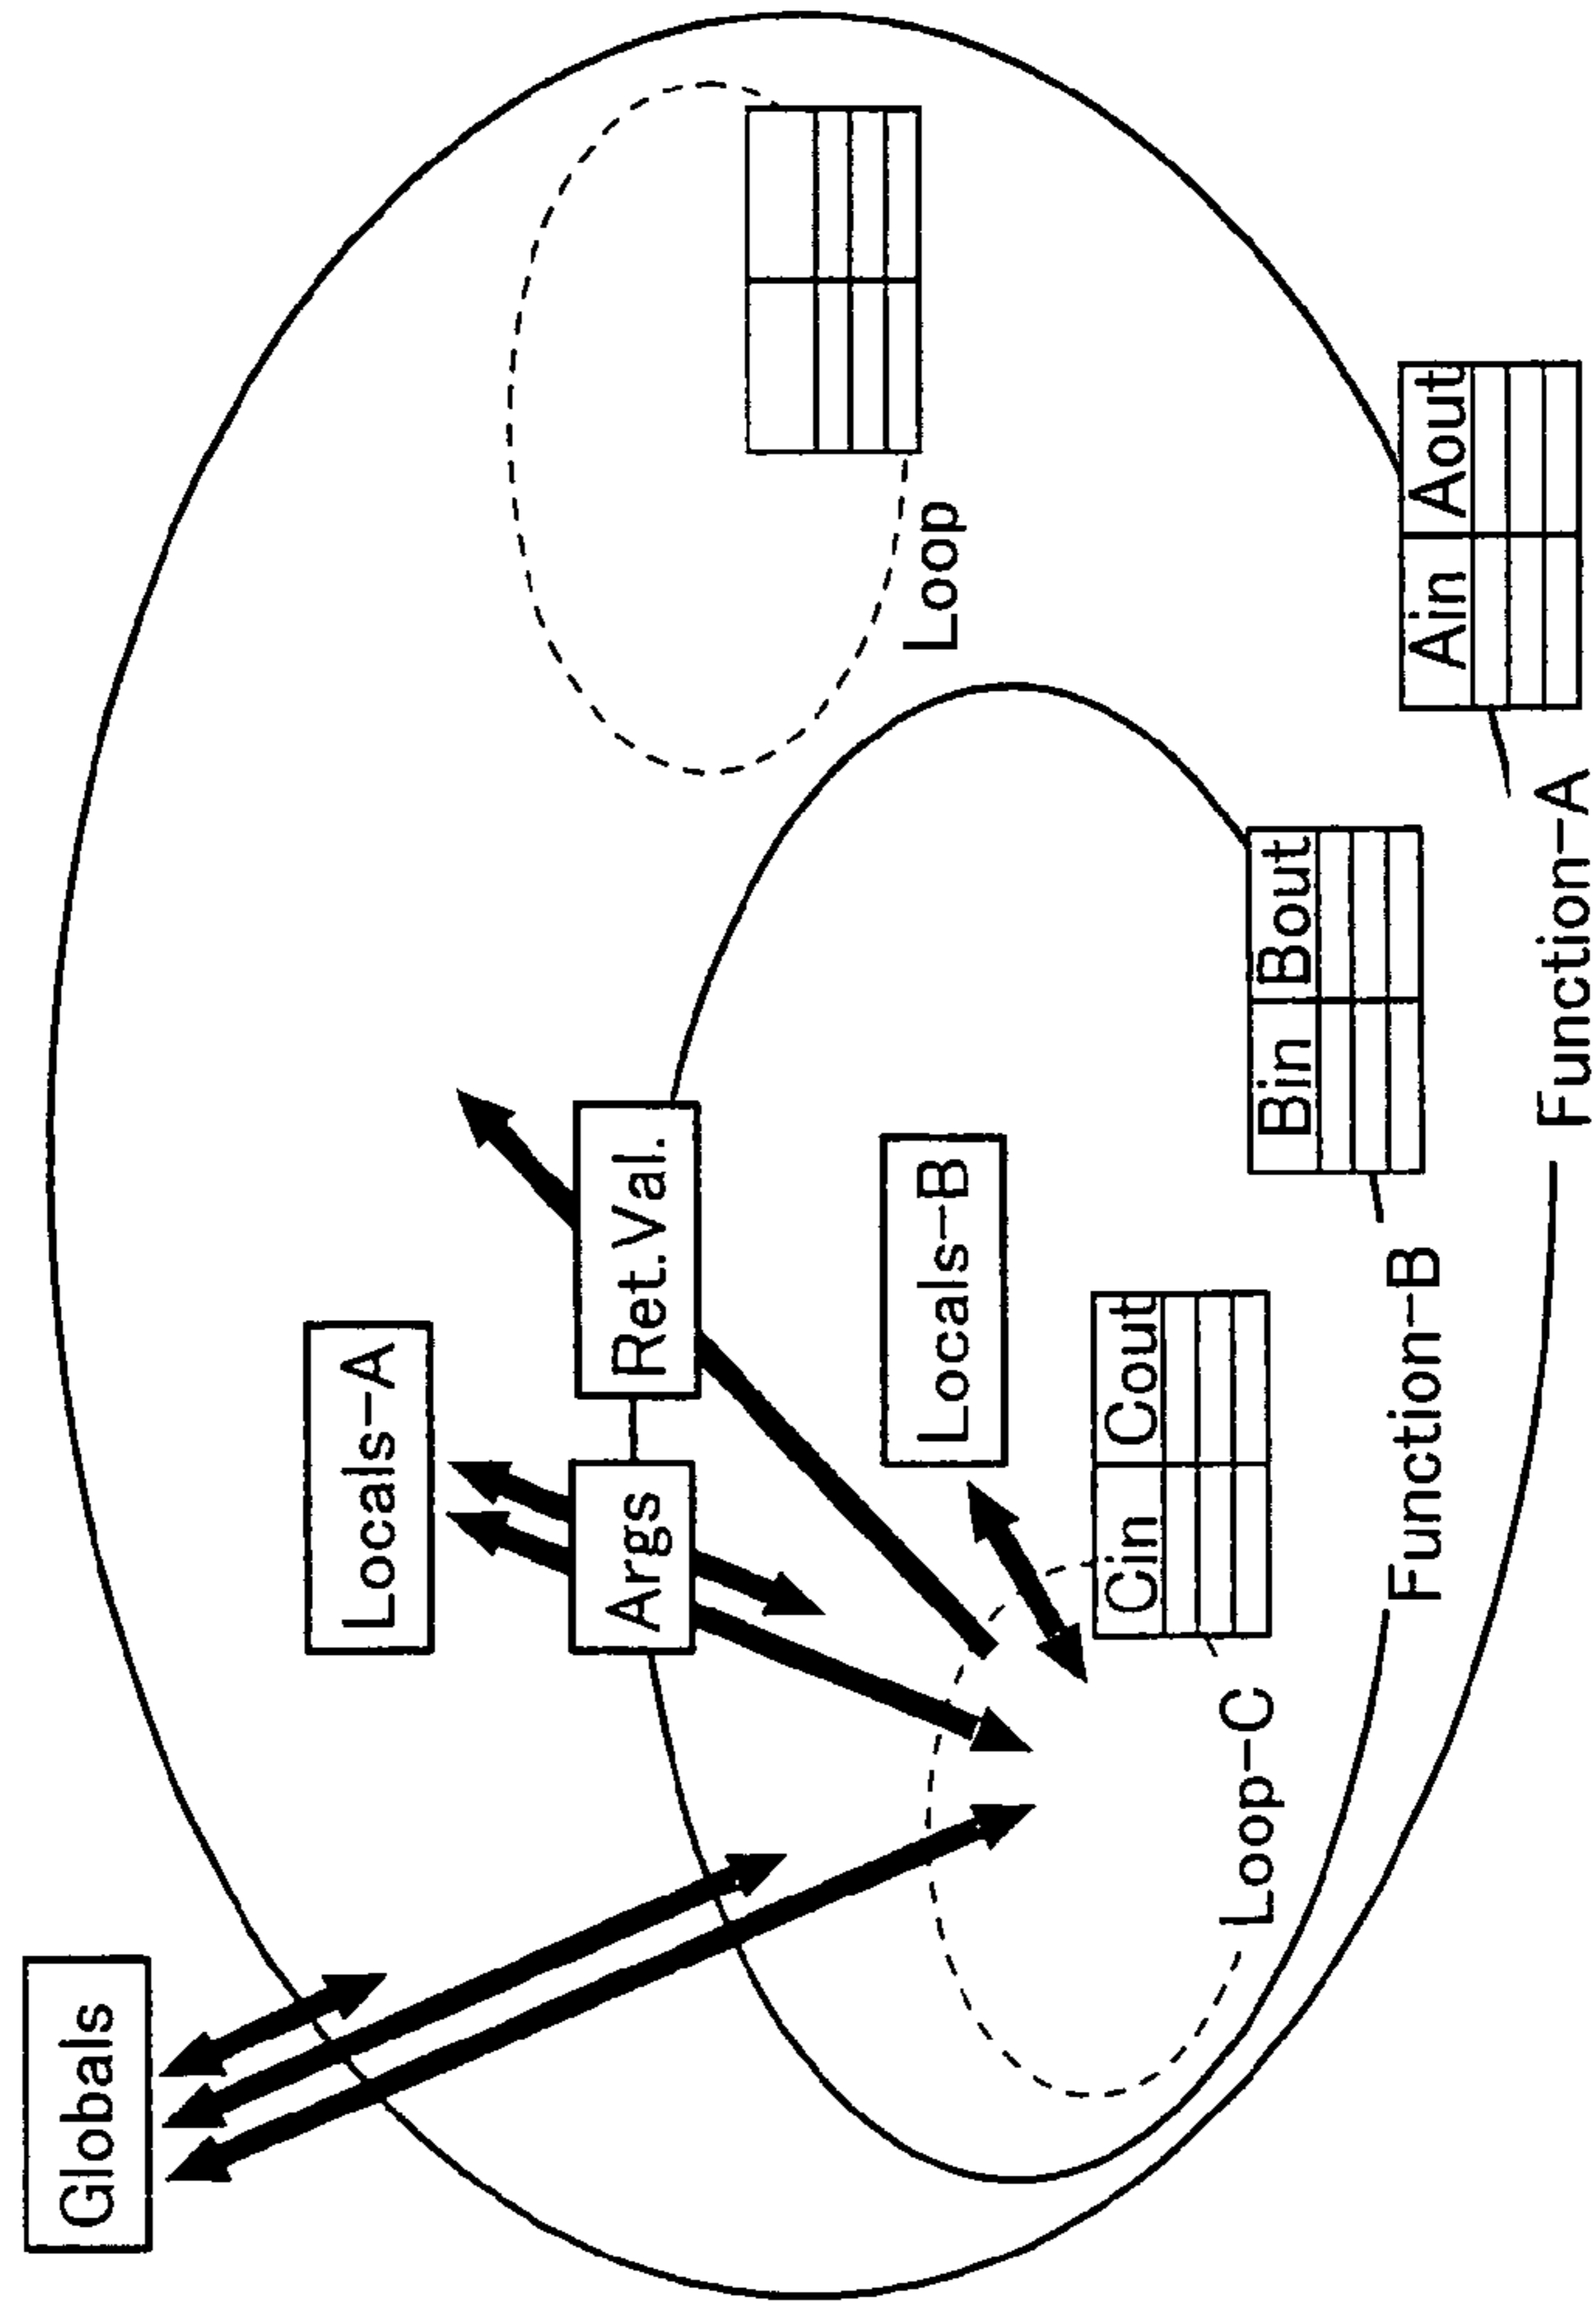 Globals
Locals-A
Args
Ret.Val.
Locals-B
Loop
Cin Cout
Loop-C
Bin Bout
Function-B
Ain Aout
Function-A